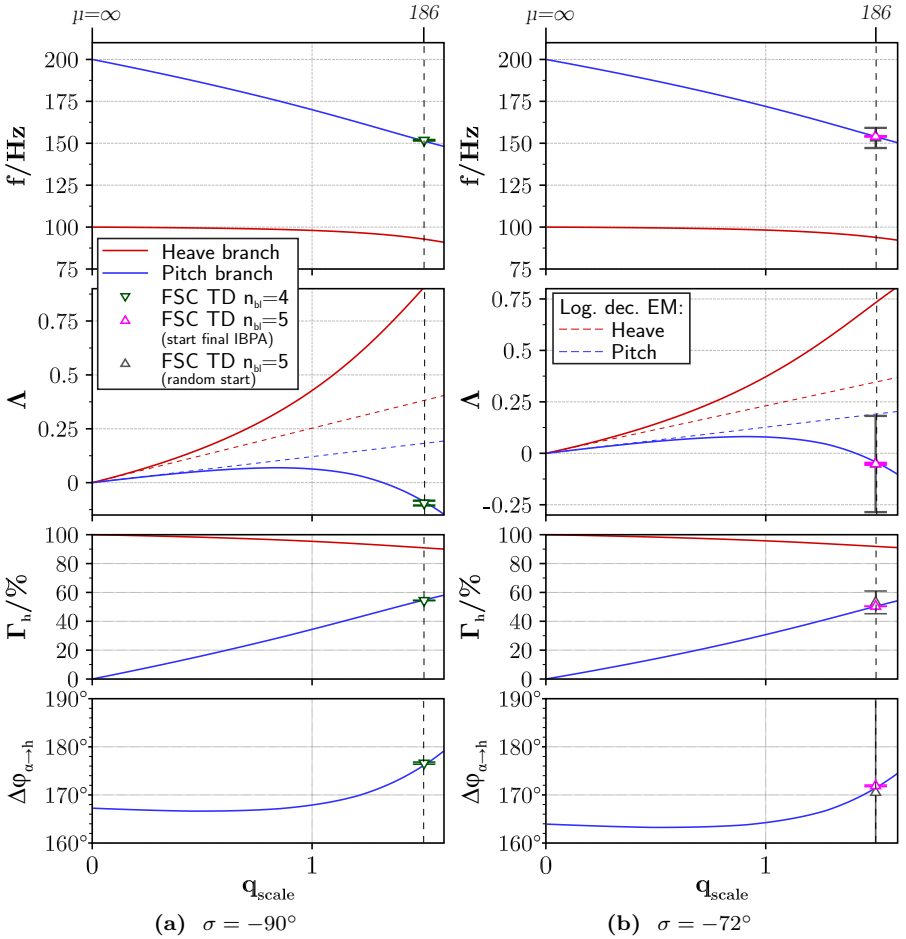 μ=∞ 186
f/Hz
200
175
150
125
100
75
Heave branch
Pitch branch
FSC TD n_bl=4
FSC TD n_bl=5
(start final IBPA)
FSC TD n_bl=5
(random start)
Λ
0.75
0.5
0.25
0
Γ_h/%
100
80
60
40
20
0
Δφ_α→h
190°
180°
170°
160°
0 1
q_scale
(a) σ = −90°
μ=∞ 186
f/Hz
200
175
150
125
100
75
Log. dec. EM:
Heave
Pitch
Λ
0.75
0.5
0.25
0
-0.25
Γ_h/%
100
80
60
40
20
0
Δφ_α→h
190°
180°
170°
160°
0 1
q_scale
(b) σ = −72°